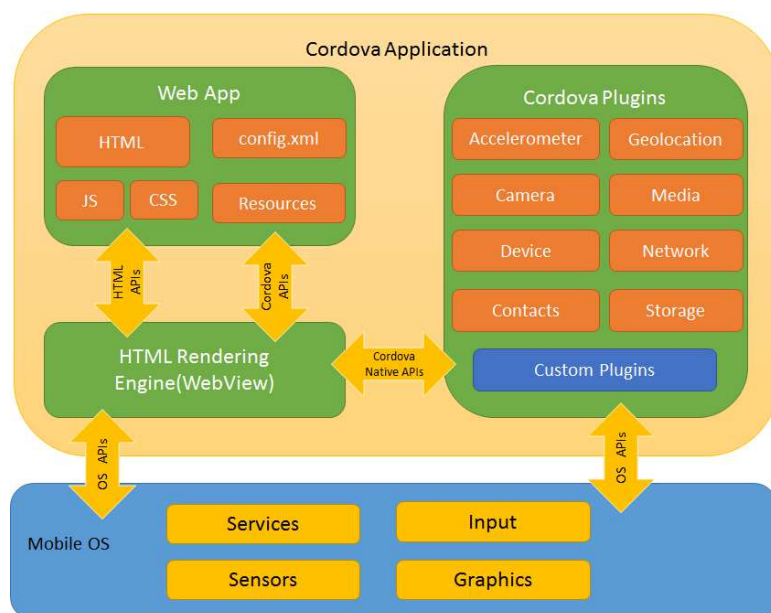 Cordova Application
Web App
HTML
config.xml
JS
CSS
Resources
HTML
APIs
Cordova
APIs
HTML Rendering
Engine(WebView)
Cordova
Native APIs
Cordova Plugins
Accelerometer
Geolocation
Camera
Media
Device
Network
Contacts
Storage
Custom Plugins
OS APIs
OS APIs
Mobile OS
Services
Input
Sensors
Graphics